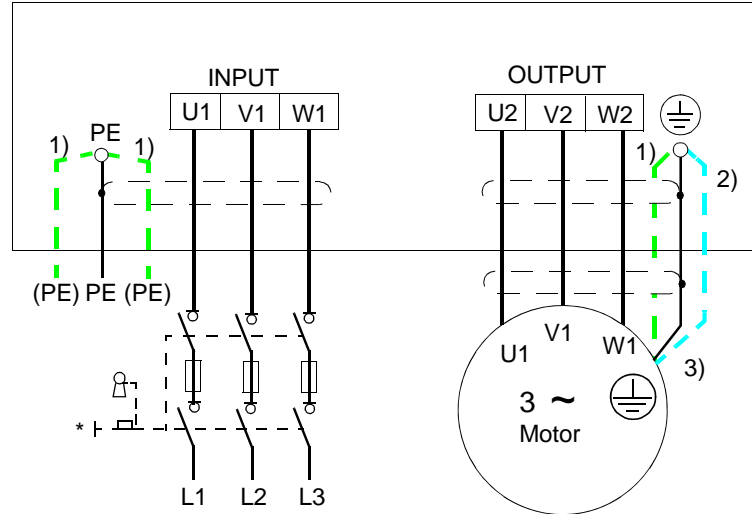 INPUT
OUTPUT
U1 V1 W1
U2 V2 W2
PE
1) 1)
1)
2)
(PE) PE (PE)
U1 V1 W1
3)
3 ~
Motor
*
L1 L2 L3